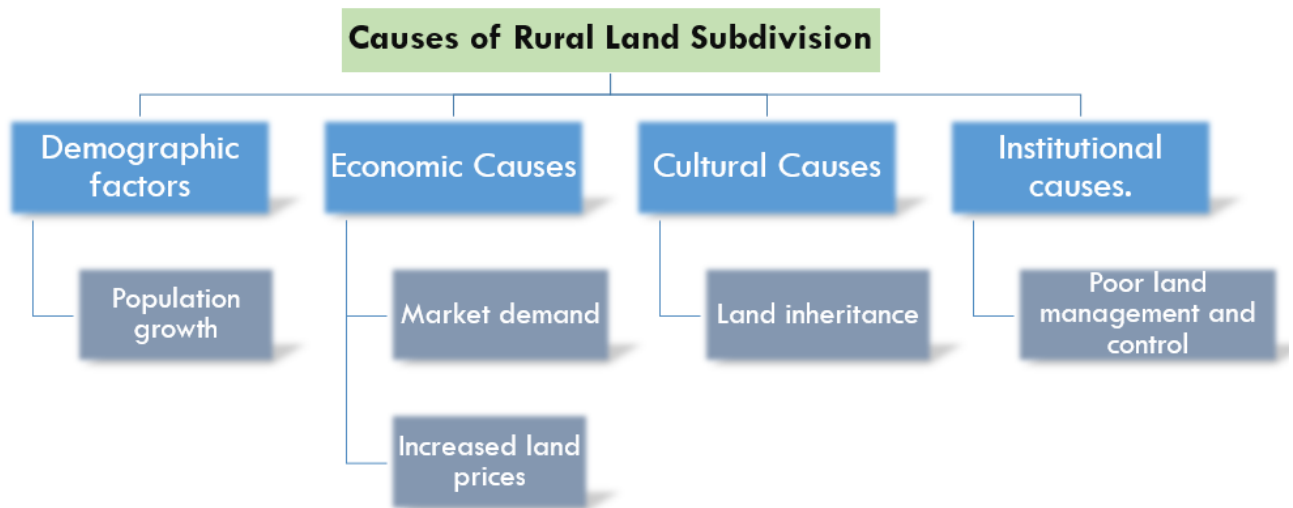 Causes of Rural Land Subdivision
Demographic
factors
Economic Causes
Cultural Causes
Institutional
causes.
Population
growth
Market demand
Land inheritance
Poor land
management and
control
Increased land
prices